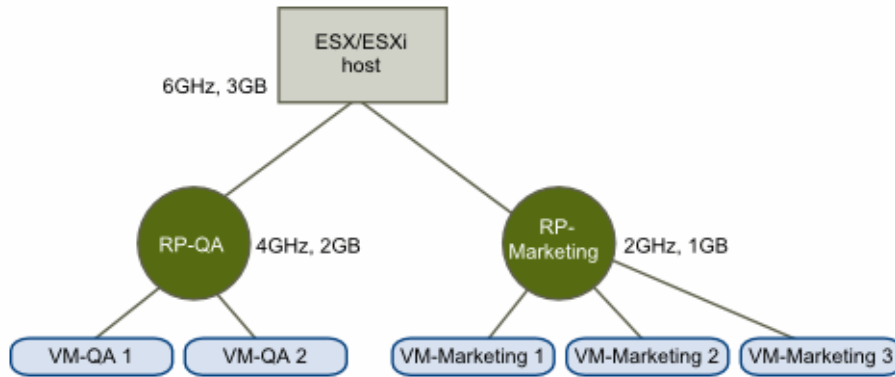 ESX/ESXi
host
6GHz, 3GB
RP-QA
4GHz, 2GB
RP-
Marketing
2GHz, 1GB
VM-QA 1
VM-QA 2
VM-Marketing 1
VM-Marketing 2
VM-Marketing 3